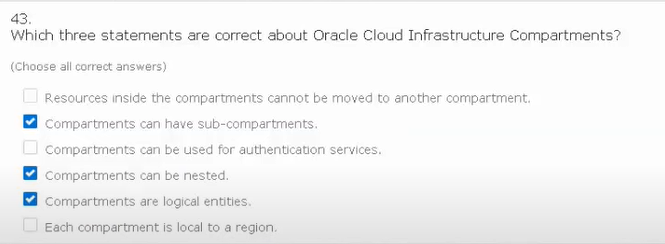 43.
Which three statements are correct about Oracle Cloud Infrastructure Compartments?
(Choose all correct answers)
Resources inside the compartments cannot be moved to another compartment.
Compartments can have sub-compartments.
Compartments can be used for authentication services.
Compartments can be nested.
Compartments are logical entities.
Each compartment is local to a region.